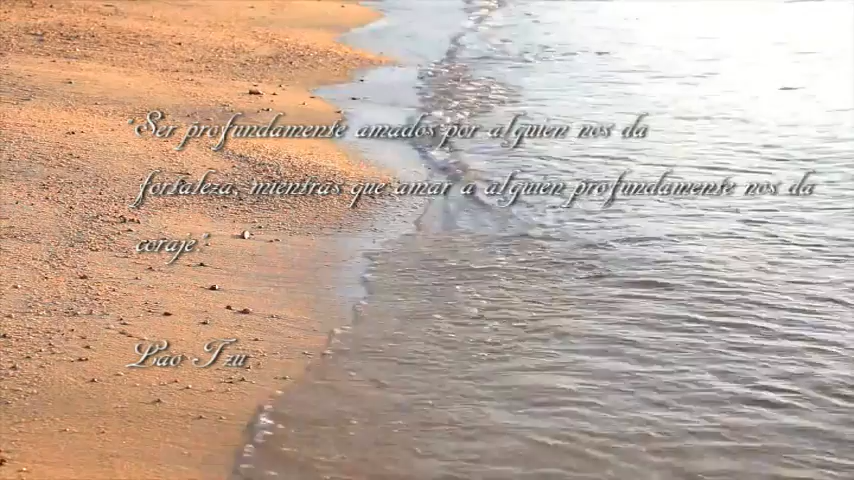 "Ser profundamente amados por alguien nos da
fortaleza, mientras que amar a alguien profundamente nos da
coraje"
Lao Tzu